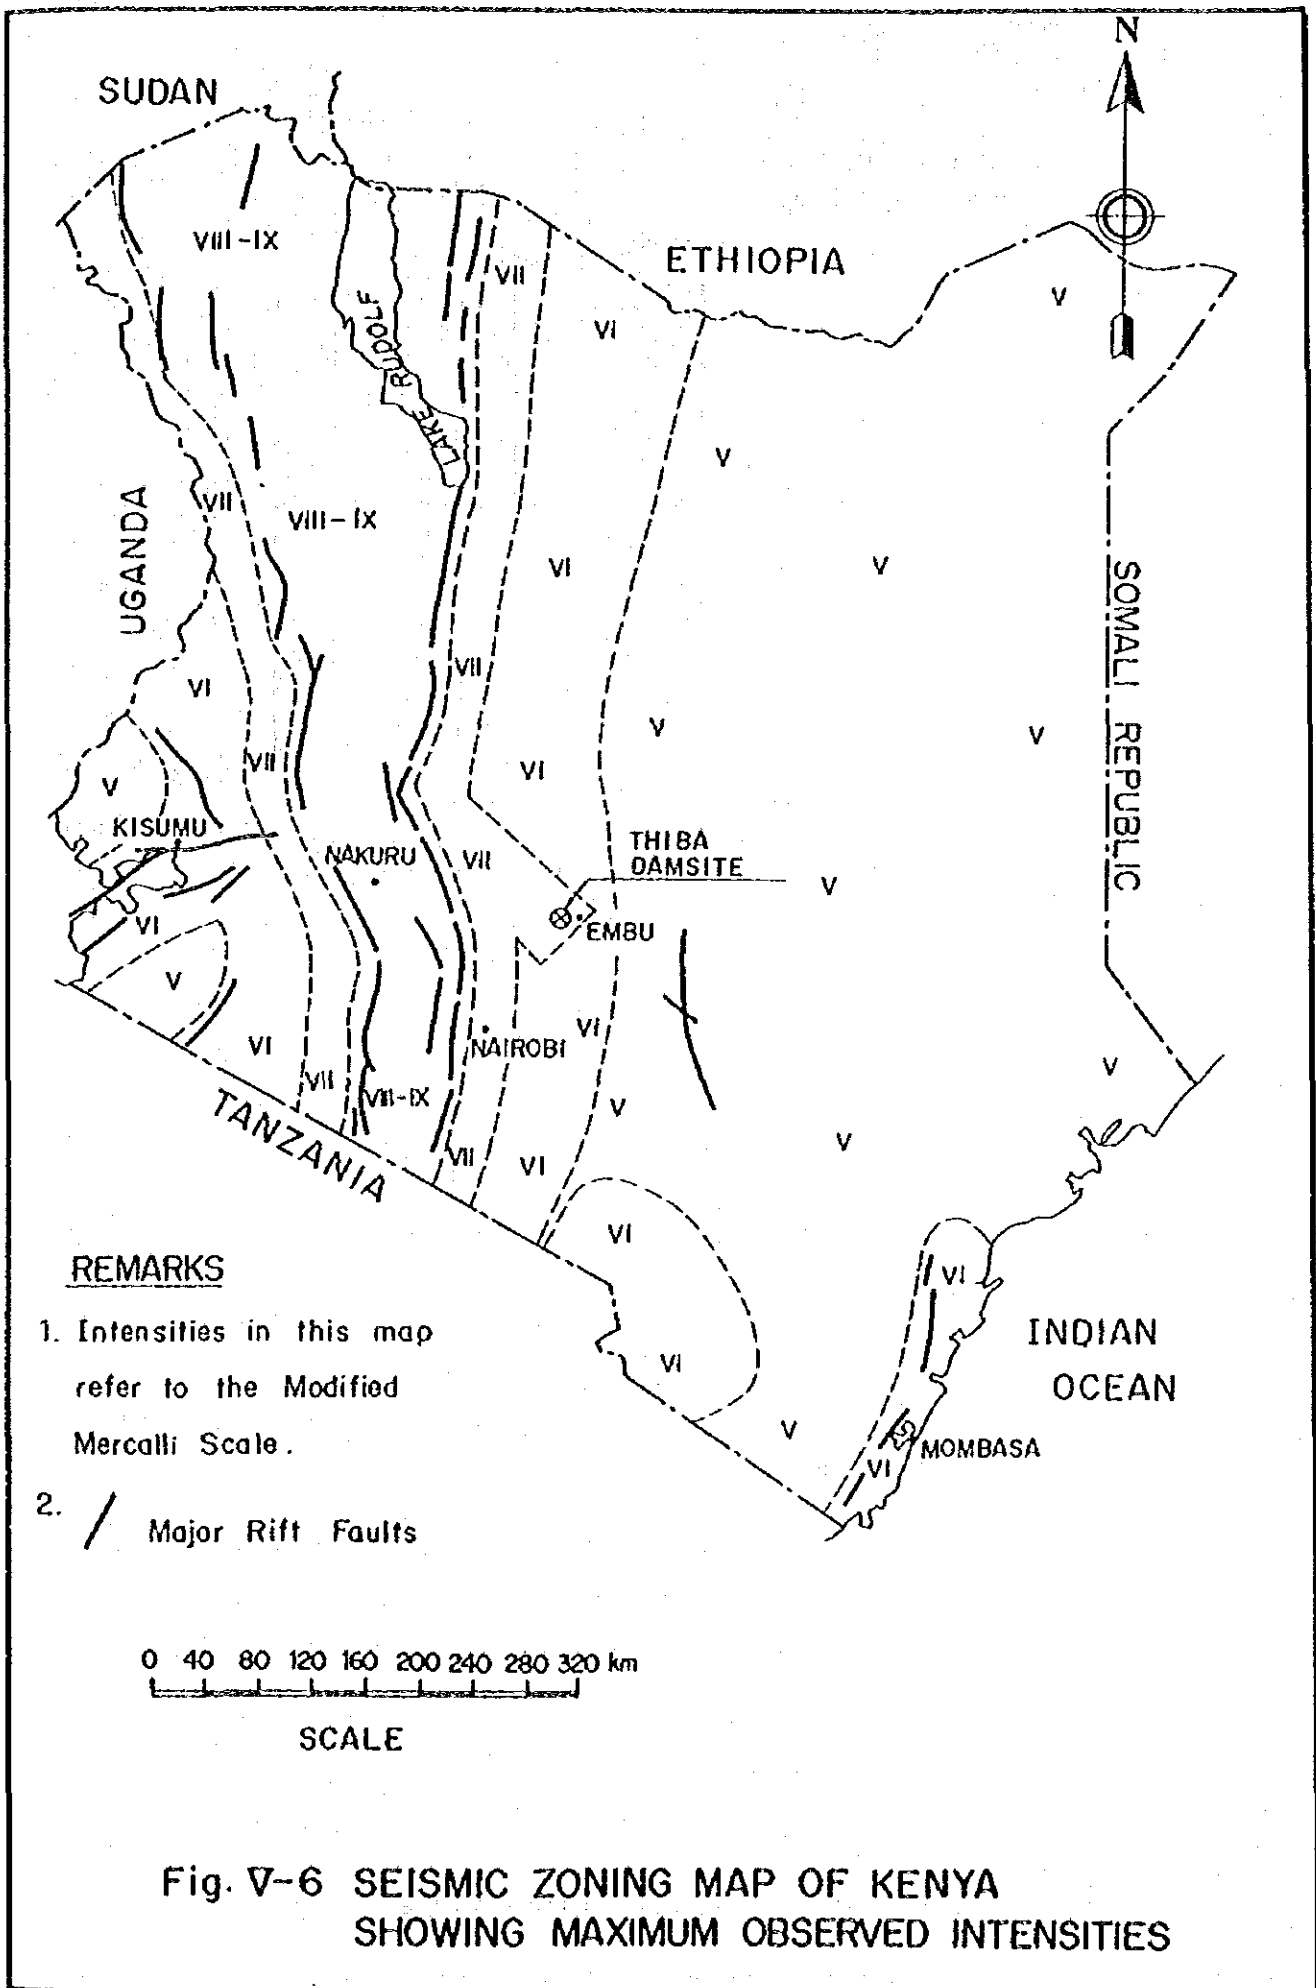 N
SUDAN
VIII-IX
ETHIOPIA
VII
V
VI
LAKE RUDOLF
V
VII
VIII-IX
UGANDA
VI
V
SOMALI REPUBLIC
VII
VI
V
V
VII
VI
V
KISUMU
THIBA
DAMSITE
NAKURU
VII
V
EMBU
VI
V
VI
NAIROBI
VI
VII
VIII-IX
V
V
V
TANZANIA
VII
VI
VI
VI
REMARKS
1. Intensities in this map
refer to the Modified
Mercalli Scale.
INDIAN
OCEAN
VI
V
MOMBASA
VI
2. Major Rift Faults
0 40 80 120 160 200 240 280 320 km
SCALE
Fig. V-6 SEISMIC ZONING MAP OF KENYA
SHOWING MAXIMUM OBSERVED INTENSITIES